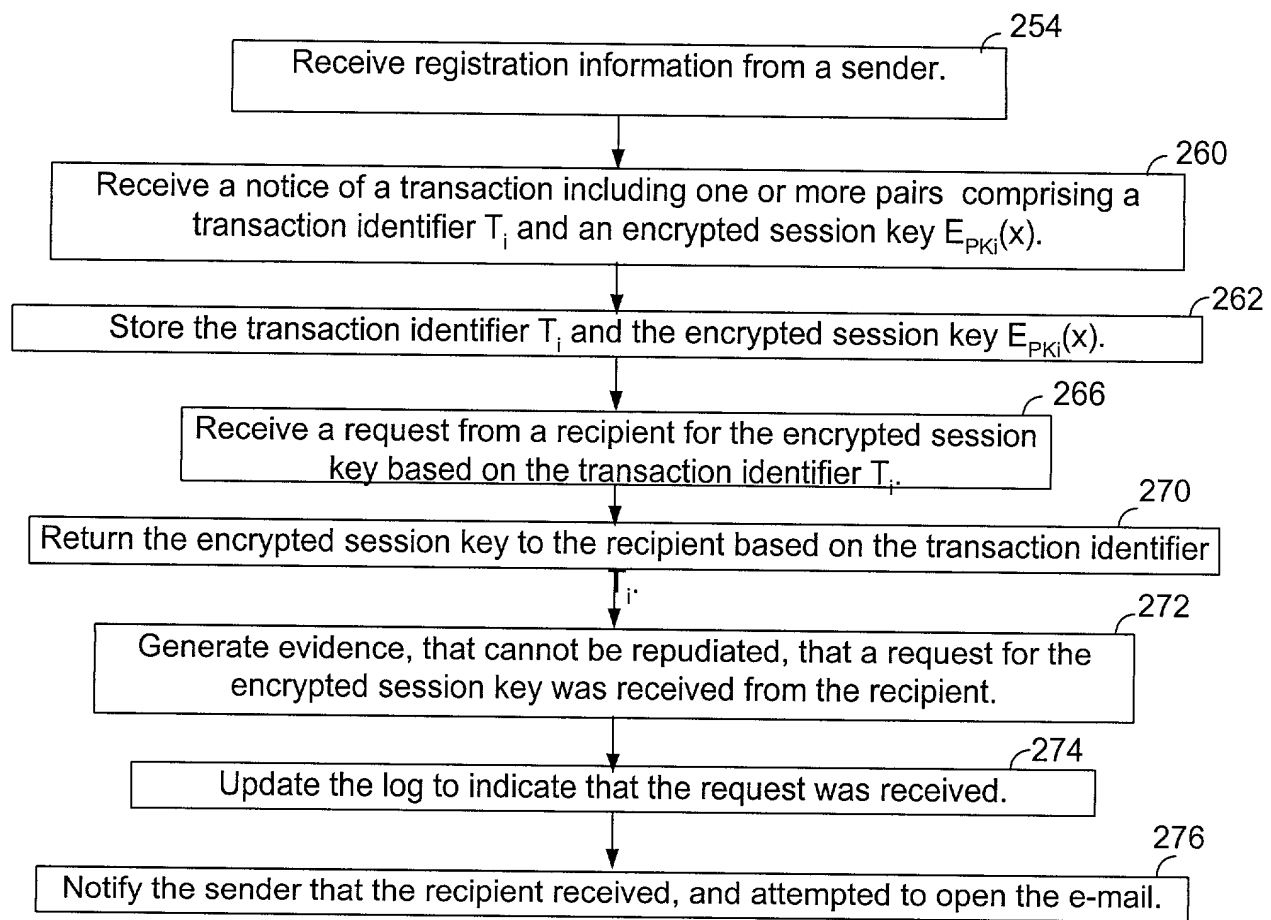 254
Receive registration information from a sender.
260
Receive a notice of a transaction including one or more pairs comprising a
transaction identifier Tᵢ and an encrypted session key E_PKi(x).
262
Store the transaction identifier Tᵢ and the encrypted session key E_PKi(x).
266
Receive a request from a recipient for the encrypted session
key based on the transaction identifier Tᵢ.
270
Return the encrypted session key to the recipient based on the transaction identifier
Tᵢ.
272
Generate evidence, that cannot be repudiated, that a request for the
encrypted session key was received from the recipient.
274
Update the log to indicate that the request was received.
276
Notify the sender that the recipient received, and attempted to open the e-mail.